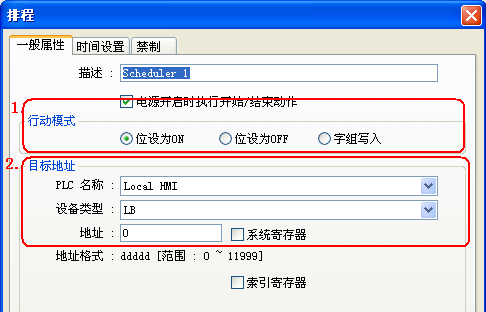 排程
一般属性 时间设置 禁制
描述 : Scheduler 1
电源开启时执行开始/结束动作
1.
行动模式
位设为ON 位设为OFF 字组写入
2.
目标地址
PLC 名称 : Local HMI
设备类型 : LB
地址 : 0 系统寄存器
地址格式 : ddddd [范围 : 0 ~ 11999]
索引寄存器